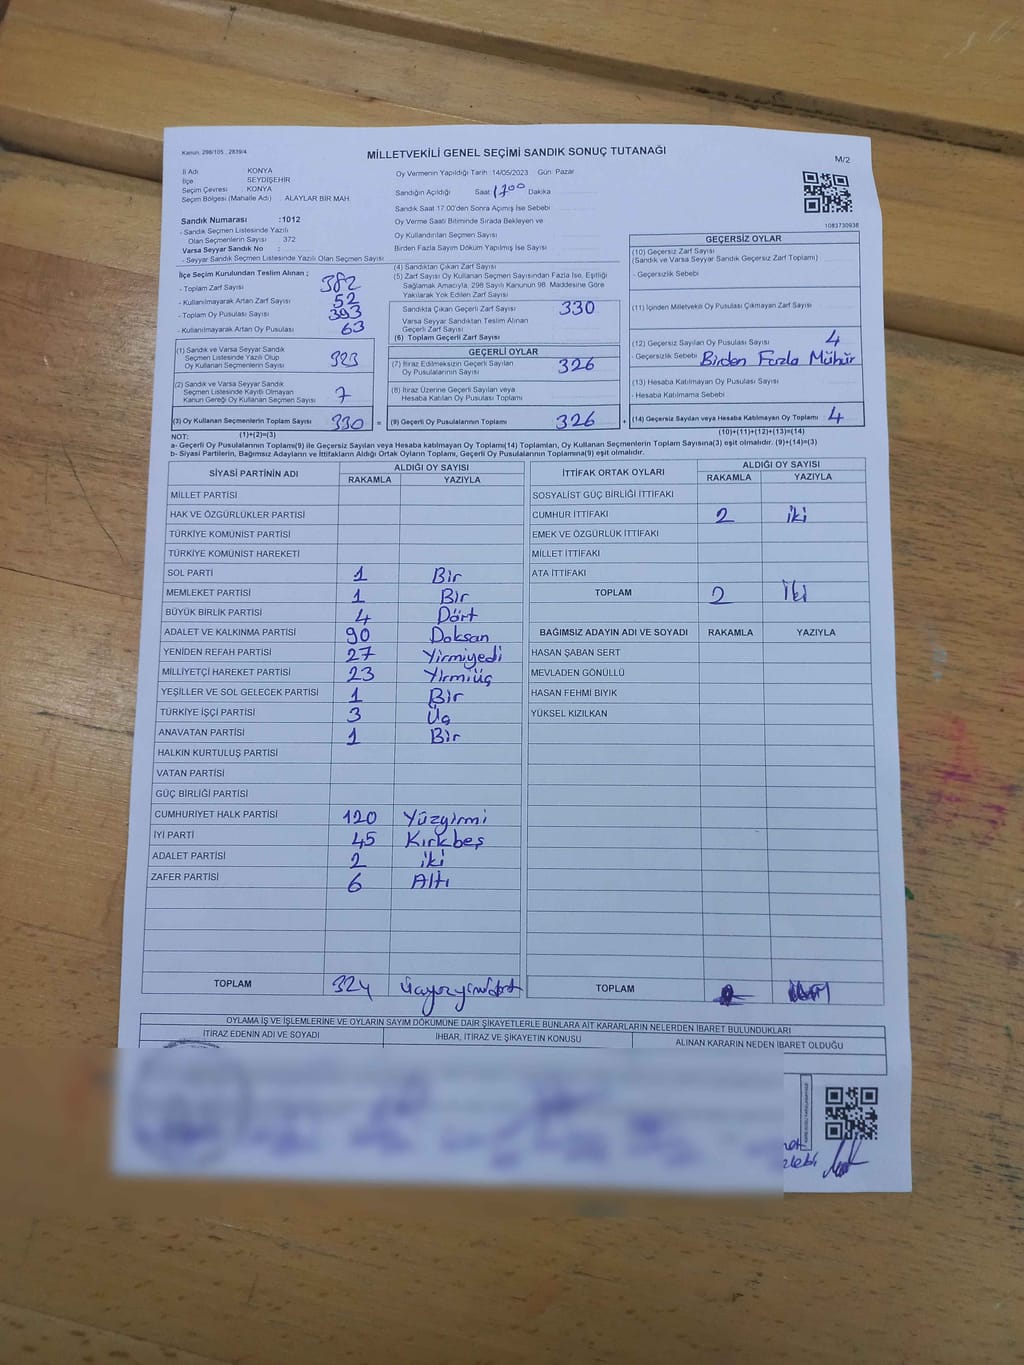 Kanun: 298/105 , 2839/4
MİLLETVEKİLİ GENEL SEÇİMİ SANDIK SONUÇ TUTANAĞI
M/2
İl Adı KONYA
İlçe SEYDİŞEHİR
Seçim Çevresi KONYA
Seçim Bölgesi (Mahalle Adı) ALAYLAR BİR MAH
Sandık Numarası :1012
- Sandık Seçmen Listesinde Yazılı
Olan Seçmenlerin Sayısı : 372
Varsa Seyyar Sandık No :
- Seyyar Sandık Seçmen Listesinde Yazılı Olan Seçmen Sayısı
Oy Vermenin Yapıldığı Tarih :14/05/2023 Gün: Pazar
Sandığın Açıldığı Saat 17 00 Dakika
Sandık Saat 17.00'den Sonra Açımış İse Sebebi
Oy Verme Saati Bitiminde Sırada Bekleyen ve
Oy Kullandırılan Seçmen Sayısı
Birden Fazla Sayım Döküm Yapılmış İse Sayısı
1083730938
İlçe Seçim Kurulundan Teslim Alınan ;
- Toplam Zarf Sayısı 382
- Kullanılmayarak Artan Zarf Sayısı 52
- Toplam Oy Pusulası Sayısı 393
- Kullanılmayarak Artan Oy Pusulası 63
(1) Sandık ve Varsa Seyyar Sandık
Seçmen Listesinde Yazılı Olup
Oy Kullanan Seçmenlerin Sayısı 323
(2) Sandık ve Varsa Seyyar Sandık
Seçmen Listesinde Kayıtlı Olmayan
Kanun Gereği Oy Kullanan Seçmen Sayısı 7
(3) Oy Kullanan Seçmenlerin Toplam Sayısı 330 =
(1)+(2)=(3)
(4) Sandıktan Çıkan Zarf Sayısı
(5) Zarf Sayısı Oy Kullanan Seçmen Sayısından Fazla İse, Eşitliği
Sağlamak Amacıyla, 298 Sayılı Kanunun 98. Maddesine Göre
Yakılarak Yok Edilen Zarf Sayısı
Sandıkta Çıkan Geçerli Zarf Sayısı 330
Varsa Seyyar Sandıktan Teslim Alınan
Geçerli Zarf Sayısı
(6) Toplam Geçerli Zarf Sayısı
GEÇERLİ OYLAR
(7) İtiraz Edilmeksizin Geçerli Sayılan
Oy Pusulalarının Sayısı 326
(8) İtiraz Üzerine Geçerli Sayılan veya
Hesaba Katılan Oy Pusulası Toplamı
(9) Geçerli Oy Pusulalarının Toplamı 326 +
GEÇERSİZ OYLAR
(10) Geçersiz Zarf Sayısı
(Sandık ve Varsa Seyyar Sandık Geçersiz Zarf Toplamı)
- Geçersizlik Sebebi
(11) İçinden Milletvekili Oy Pusulası Çıkmayan Zarf Sayısı
(12) Geçersiz Sayılan Oy Pusulası Sayısı 4
- Geçersizlik Sebebi Birden Fazla Mühür
(13) Hesaba Katılmayan Oy Pusulası Sayısı
- Hesaba Katılmama Sebebi
(14) Geçersiz Sayılan veya Hesaba Katılmayan Oy Toplamı 4
(10)+(11)+(12)+(13)=(14)
NOT:
a- Geçerli Oy Pusulalarının Toplamı(9) ile Geçersiz Sayılan veya Hesaba katılmayan Oy Toplamı(14) Toplamları, Oy Kullanan Seçmenlerin Toplam Sayısına(3) eşit olmalıdır. (9)+(14)=(3)
b- Siyasi Partilerin, Bağımsız Adayların ve İttifakların Aldığı Ortak Oyların Toplamı, Geçerli Oy Pusulalarının Toplamına(9) eşit olmalıdır.
SİYASİ PARTİNİN ADI ALDIĞI OY SAYISI
RAKAMLA YAZIYLA
MİLLET PARTİSİ
HAK VE ÖZGÜRLÜKLER PARTİSİ
TÜRKİYE KOMÜNİST PARTİSİ
TÜRKİYE KOMÜNİST HAREKETİ
SOL PARTİ 1 Bir
MEMLEKET PARTİSİ 1 Bir
BÜYÜK BİRLİK PARTİSİ 4 Dört
ADALET VE KALKINMA PARTİSİ 90 Doksan
YENİDEN REFAH PARTİSİ 27 Yirmiyedi
MİLLİYETÇİ HAREKET PARTİSİ 23 Yirmiüç
YEŞİLLER VE SOL GELECEK PARTİSİ 1 Bir
TÜRKİYE İŞÇİ PARTİSİ 3 Üç
ANAVATAN PARTİSİ 1 Bir
HALKIN KURTULUŞ PARTİSİ
VATAN PARTİSİ
GÜÇ BİRLİĞİ PARTİSİ
CUMHURİYET HALK PARTİSİ 120 Yüzyirmi
İYİ PARTİ 45 Kırkbeş
ADALET PARTİSİ 2 iki
ZAFER PARTİSİ 6 Altı
TOPLAM 324 Üçyüzyirmidört
İTTİFAK ORTAK OYLARI ALDIĞI OY SAYISI
RAKAMLA YAZIYLA
SOSYALİST GÜÇ BİRLİĞİ İTTİFAKI
CUMHUR İTTİFAKI 2 iki
EMEK VE ÖZGÜRLÜK İTTİFAKI
MİLLET İTTİFAKI
ATA İTTİFAKI
TOPLAM 2 İki
BAĞIMSIZ ADAYIN ADI VE SOYADI RAKAMLA YAZIYLA
HASAN ŞABAN SERT
MEVLADEN GÖNÜLLÜ
HASAN FEHMİ BIYIK
YÜKSEL KIZILKAN
TOPLAM
OYLAMA İŞ VE İŞLEMLERİNE VE OYLARIN SAYIM DÖKÜMÜNE DAİR ŞİKAYETLERLE BUNLARA AİT KARARLARIN NELERDEN İBARET BULUNDUKLARI
İTİRAZ EDENİN ADI VE SOYADI İHBAR, İTİRAZ VE ŞİKAYETİN KONUSU ALINAN KARARIN NEDEN İBARET OLDUĞU